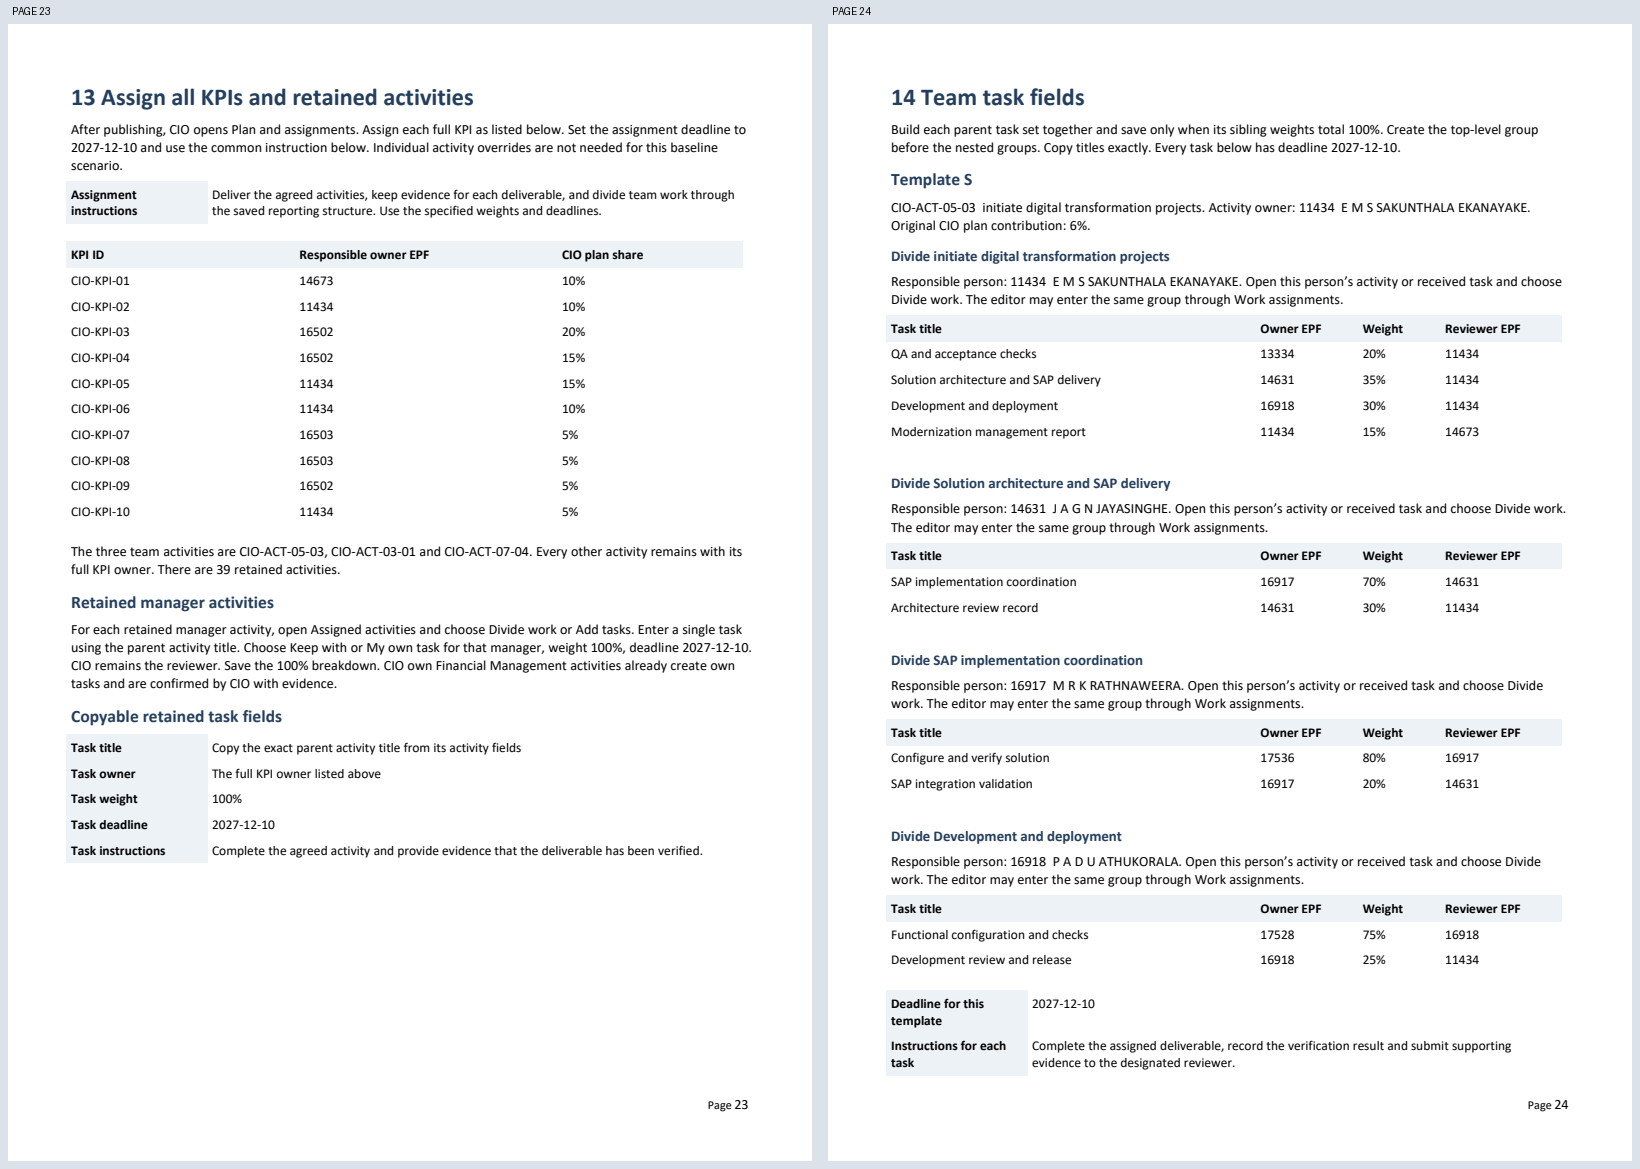 PAGE 23
13 Assign all KPIs and retained activities
After publishing, CIO opens Plan and assignments. Assign each full KPI as listed below. Set the assignment deadline to
2027-12-10 and use the common instruction below. Individual activity overrides are not needed for this baseline
scenario.
Assignment instructions Deliver the agreed activities, keep evidence for each deliverable, and divide team work through
the saved reporting structure. Use the specified weights and deadlines.
KPI ID Responsible owner EPF CIO plan share
CIO-KPI-01 14673 10%
CIO-KPI-02 11434 10%
CIO-KPI-03 16502 20%
CIO-KPI-04 16502 15%
CIO-KPI-05 11434 15%
CIO-KPI-06 11434 10%
CIO-KPI-07 16503 5%
CIO-KPI-08 16503 5%
CIO-KPI-09 16502 5%
CIO-KPI-10 11434 5%
The three team activities are CIO-ACT-05-03, CIO-ACT-03-01 and CIO-ACT-07-04. Every other activity remains with its
full KPI owner. There are 39 retained activities.
Retained manager activities
For each retained manager activity, open Assigned activities and choose Divide work or Add tasks. Enter a single task
using the parent activity title. Choose Keep with or My own task for that manager, weight 100%, deadline 2027-12-10.
CIO remains the reviewer. Save the 100% breakdown. CIO own Financial Management activities already create own
tasks and are confirmed by CIO with evidence.
Copyable retained task fields
Task title Copy the exact parent activity title from its activity fields
Task owner The full KPI owner listed above
Task weight 100%
Task deadline 2027-12-10
Task instructions Complete the agreed activity and provide evidence that the deliverable has been verified.
Page 23
PAGE 24
14 Team task fields
Build each parent task set together and save only when its sibling weights total 100%. Create the top-level group
before the nested groups. Copy titles exactly. Every task below has deadline 2027-12-10.
Template S
CIO-ACT-05-03 initiate digital transformation projects. Activity owner: 11434 E M S SAKUNTHALA EKANAYAKE.
Original CIO plan contribution: 6%.
Divide initiate digital transformation projects
Responsible person: 11434 E M S SAKUNTHALA EKANAYAKE. Open this person’s activity or received task and choose
Divide work. The editor may enter the same group through Work assignments.
Task title Owner EPF Weight Reviewer EPF
QA and acceptance checks 13334 20% 11434
Solution architecture and SAP delivery 14631 35% 11434
Development and deployment 16918 30% 11434
Modernization management report 11434 15% 14673
Divide Solution architecture and SAP delivery
Responsible person: 14631 J A G N JAYASINGHE. Open this person’s activity or received task and choose Divide work.
The editor may enter the same group through Work assignments.
Task title Owner EPF Weight Reviewer EPF
SAP implementation coordination 16917 70% 14631
Architecture review record 14631 30% 11434
Divide SAP implementation coordination
Responsible person: 16917 M R K RATHNAWEERA. Open this person’s activity or received task and choose Divide
work. The editor may enter the same group through Work assignments.
Task title Owner EPF Weight Reviewer EPF
Configure and verify solution 17536 80% 16917
SAP integration validation 16917 20% 14631
Divide Development and deployment
Responsible person: 16918 P A D U ATHUKORALA. Open this person’s activity or received task and choose Divide
work. The editor may enter the same group through Work assignments.
Task title Owner EPF Weight Reviewer EPF
Functional configuration and checks 17528 75% 16918
Development review and release 16918 25% 11434
Deadline for this template 2027-12-10
Instructions for each task Complete the assigned deliverable, record the verification result and submit supporting
evidence to the designated reviewer.
Page 24